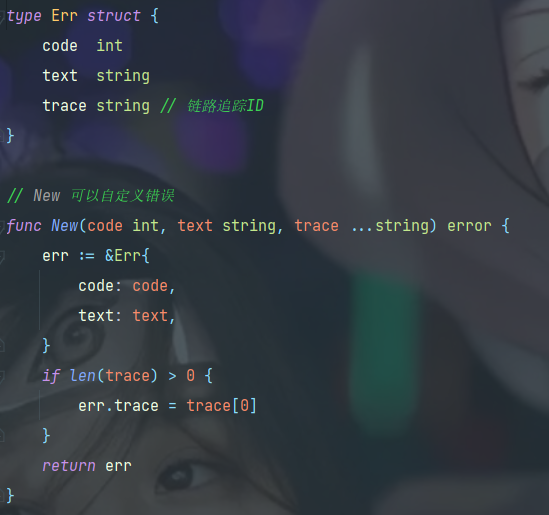 type Err struct {
    code  int
    text  string
    trace string // 链路追踪ID
}

// New 可以自定义错误
func New(code int, text string, trace ...string) error {
    err := &Err{
        code: code,
        text: text,
    }
    if len(trace) > 0 {
        err.trace = trace[0]
    }
    return err
}